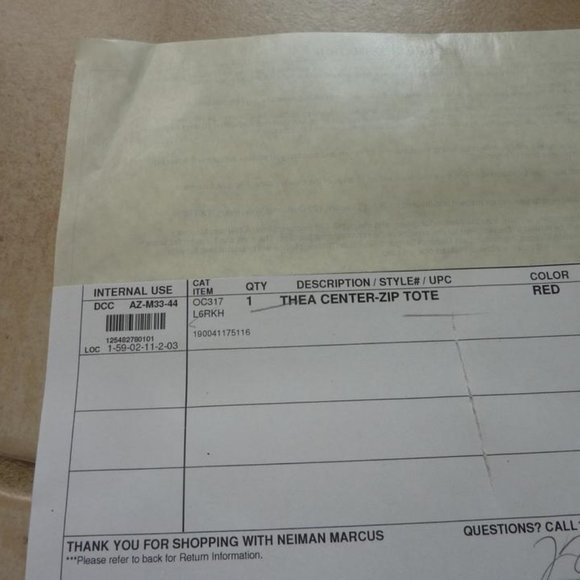 INTERNAL USE CAT ITEM QTY DESCRIPTION / STYLE# / UPC COLOR
DCC AZ-M33-44 OC317 1 THEA CENTER-ZIP TOTE RED
L6RKH
190041175116
125482780101
LOC 1-59-02-11-2-03
THANK YOU FOR SHOPPING WITH NEIMAN MARCUS QUESTIONS? CALL
***Please refer to back for Return Information.